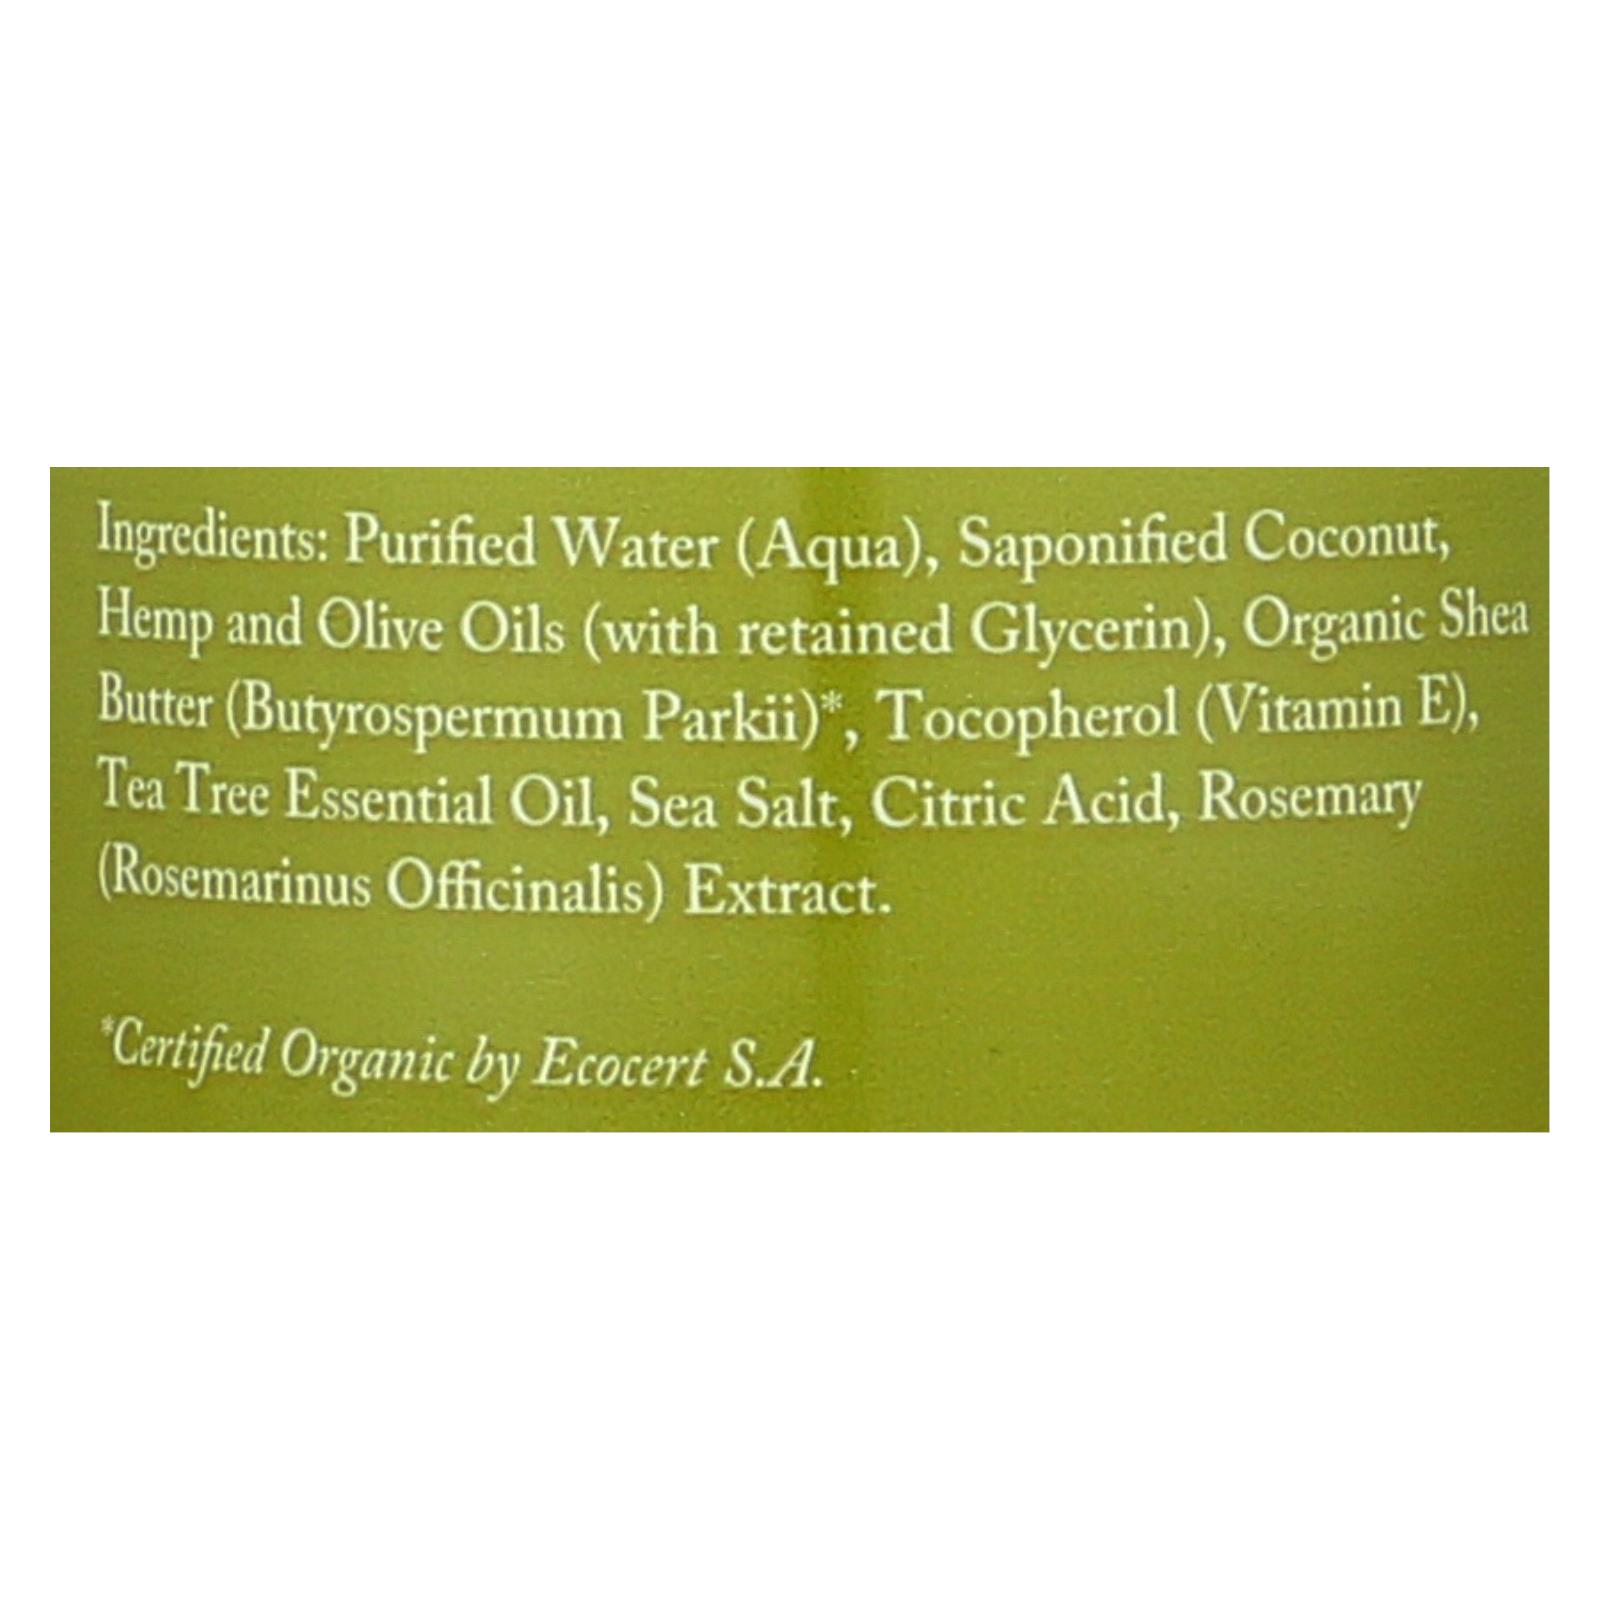 Ingredients: Purified Water (Aqua), Saponified Coconut,
Hemp and Olive Oils (with retained Glycerin), Organic Shea
Butter (Butyrospermum Parkii)*, Tocopherol (Vitamin E),
Tea Tree Essential Oil, Sea Salt, Citric Acid, Rosemary
(Rosemarinus Officinalis) Extract.
*Certified Organic by Ecocert S.A.